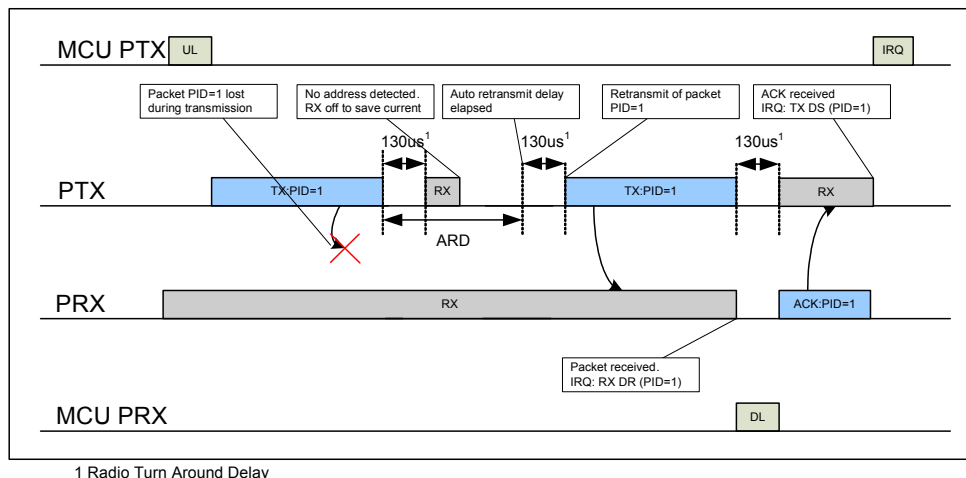 MCU PTX
UL
IRQ
Packet PID=1 lost
during transmission
No address detected.
RX off to save current
Auto retransmit delay
elapsed
Retransmit of packet
PID=1
ACK received
IRQ: TX DS (PID=1)
130us1
130us1
130us1
PTX
TX:PID=1
RX
TX:PID=1
RX
ARD
PRX
RX
ACK:PID=1
Packet received.
IRQ: RX DR (PID=1)
MCU PRX
DL
1 Radio Turn Around Delay